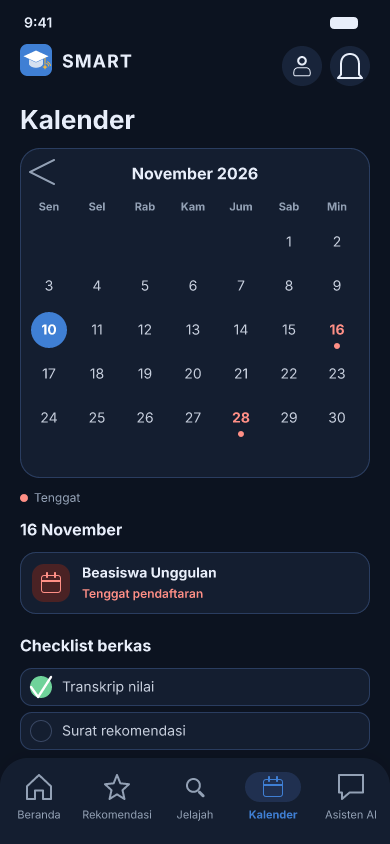 9:41
SMART
Kalender
November 2026
Sen Sel Rab Kam Jum Sab Min
1 2
3 4 5 6 7 8 9
10 11 12 13 14 15 16
17 18 19 20 21 22 23
24 25 26 27 28 29 30
Tenggat
16 November
Beasiswa Unggulan
Tenggat pendaftaran
Checklist berkas
Transkrip nilai
Surat rekomendasi
Beranda Rekomendasi Jelajah Kalender Asisten AI